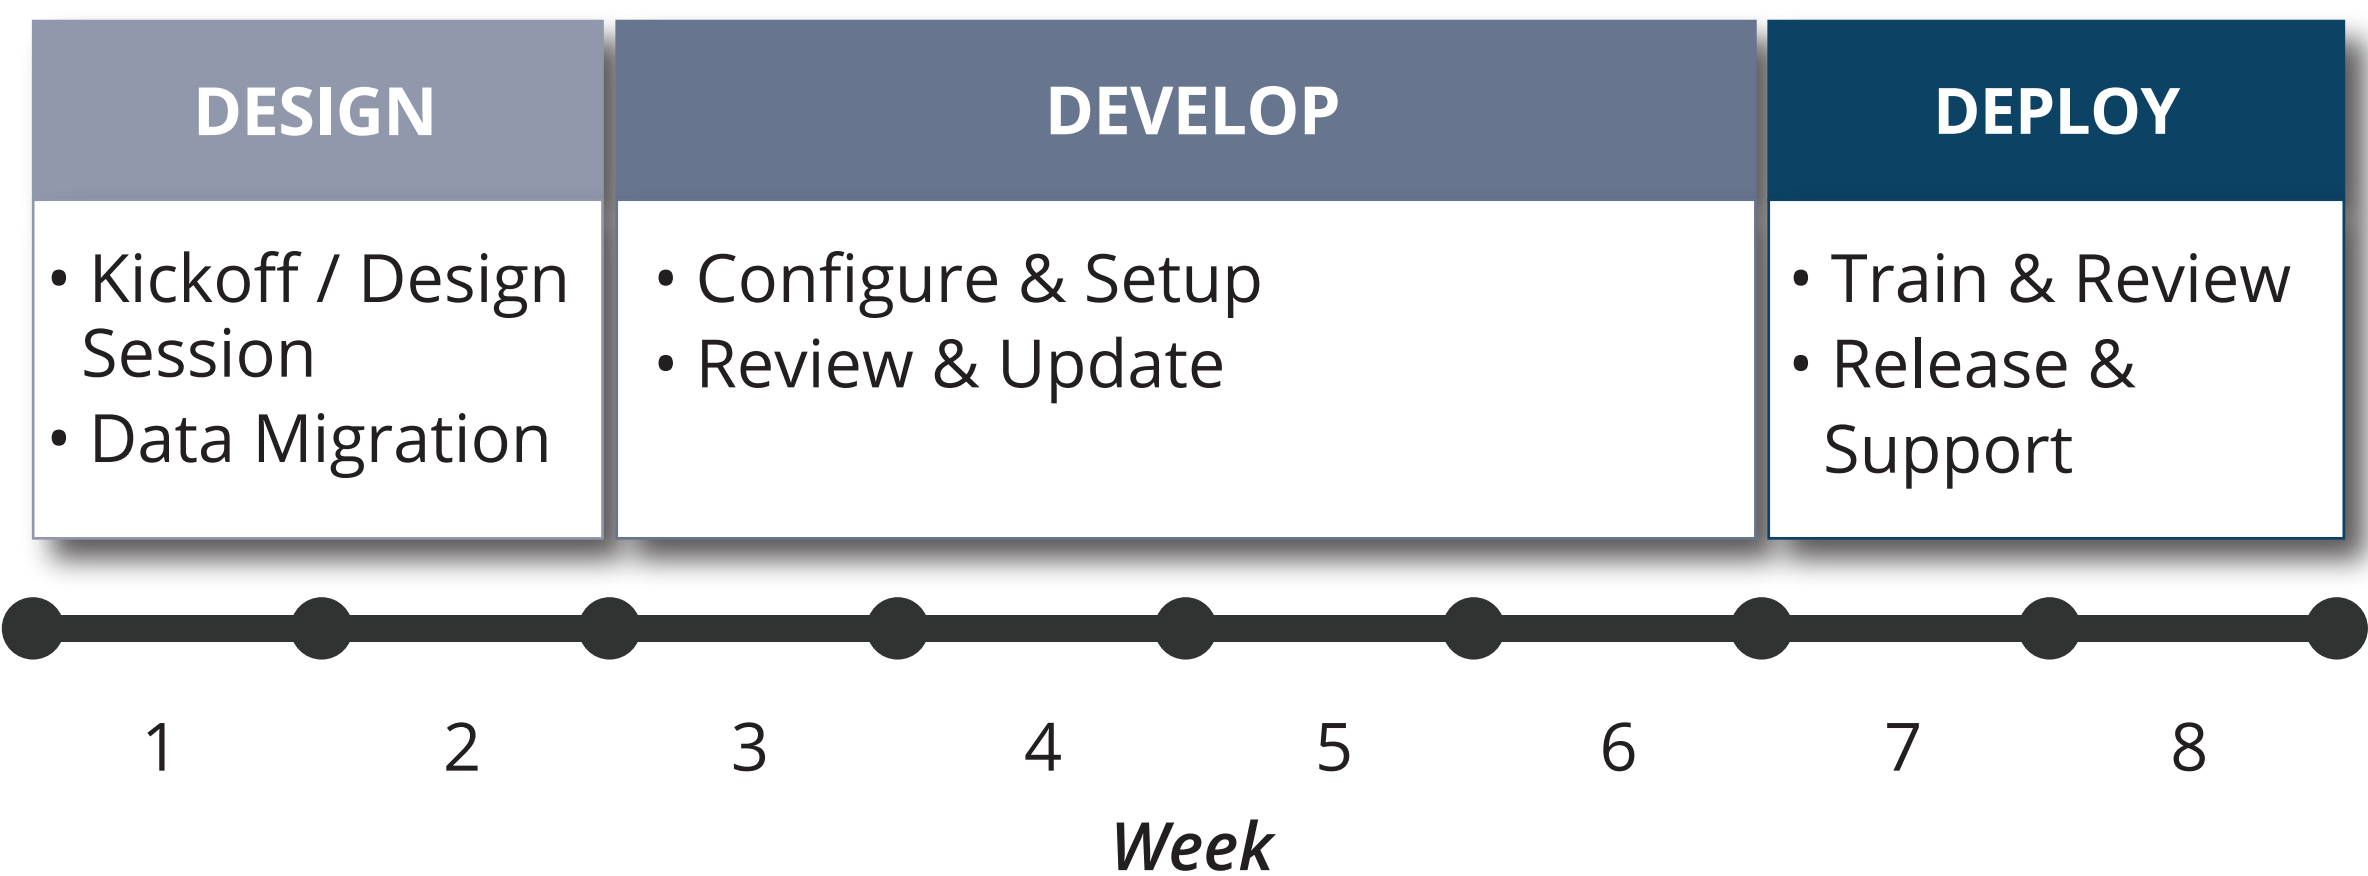 DESIGN
• Kickoff / Design
Session
• Data Migration
DEVELOP
• Configure & Setup
• Review & Update
DEPLOY
• Train & Review
• Release &
Support
1 2 3 4 5 6 7 8
Week